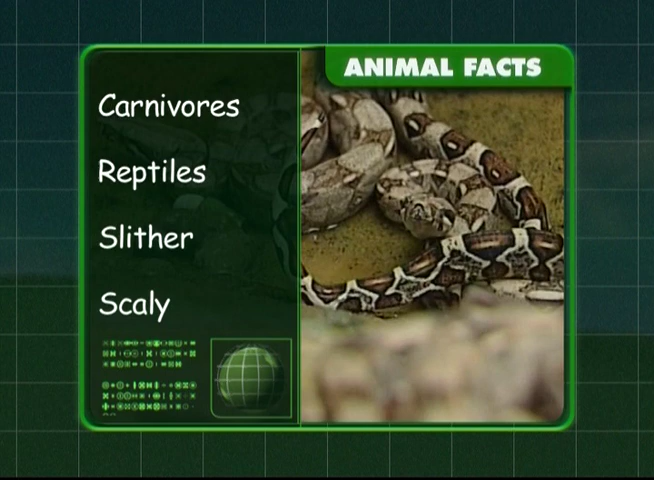 ANIMAL FACTS
Carnivores
Reptiles
Slither
Scaly